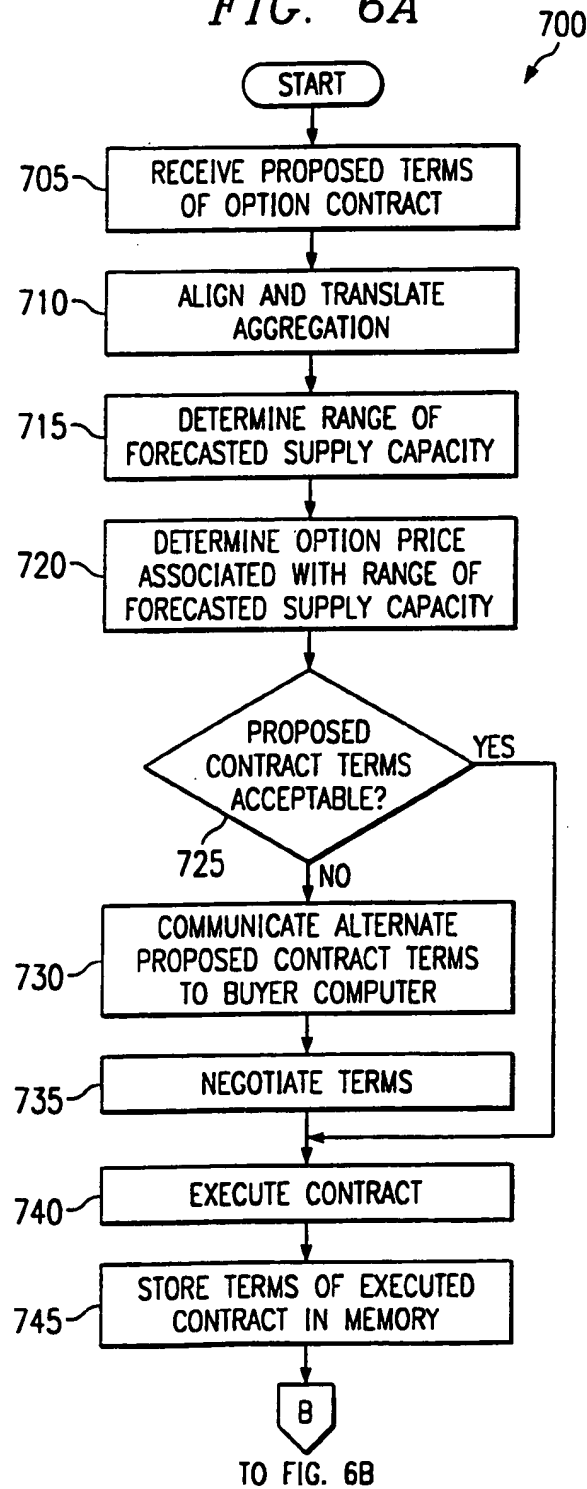 FIG. 6A
700
START
705
RECEIVE PROPOSED TERMS
OF OPTION CONTRACT
710
ALIGN AND TRANSLATE
AGGREGATION
715
DETERMINE RANGE OF
FORECASTED SUPPLY CAPACITY
720
DETERMINE OPTION PRICE
ASSOCIATED WITH RANGE OF
FORECASTED SUPPLY CAPACITY
PROPOSED
CONTRACT TERMS
ACCEPTABLE?
YES
725
NO
730
COMMUNICATE ALTERNATE
PROPOSED CONTRACT TERMS
TO BUYER COMPUTER
735
NEGOTIATE TERMS
740
EXECUTE CONTRACT
745
STORE TERMS OF EXECUTED
CONTRACT IN MEMORY
B
TO FIG. 6B